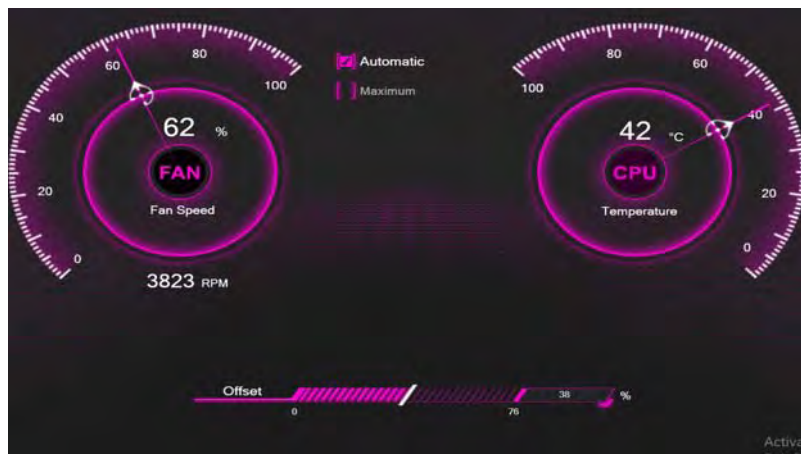 60
80
40
100
20
0
62 %
FAN
Fan Speed
3823 RPM
Automatic
Maximum
80
60
100
40
20
0
42 °C
CPU
Temperature
Offset
38 %
0
76
Activa